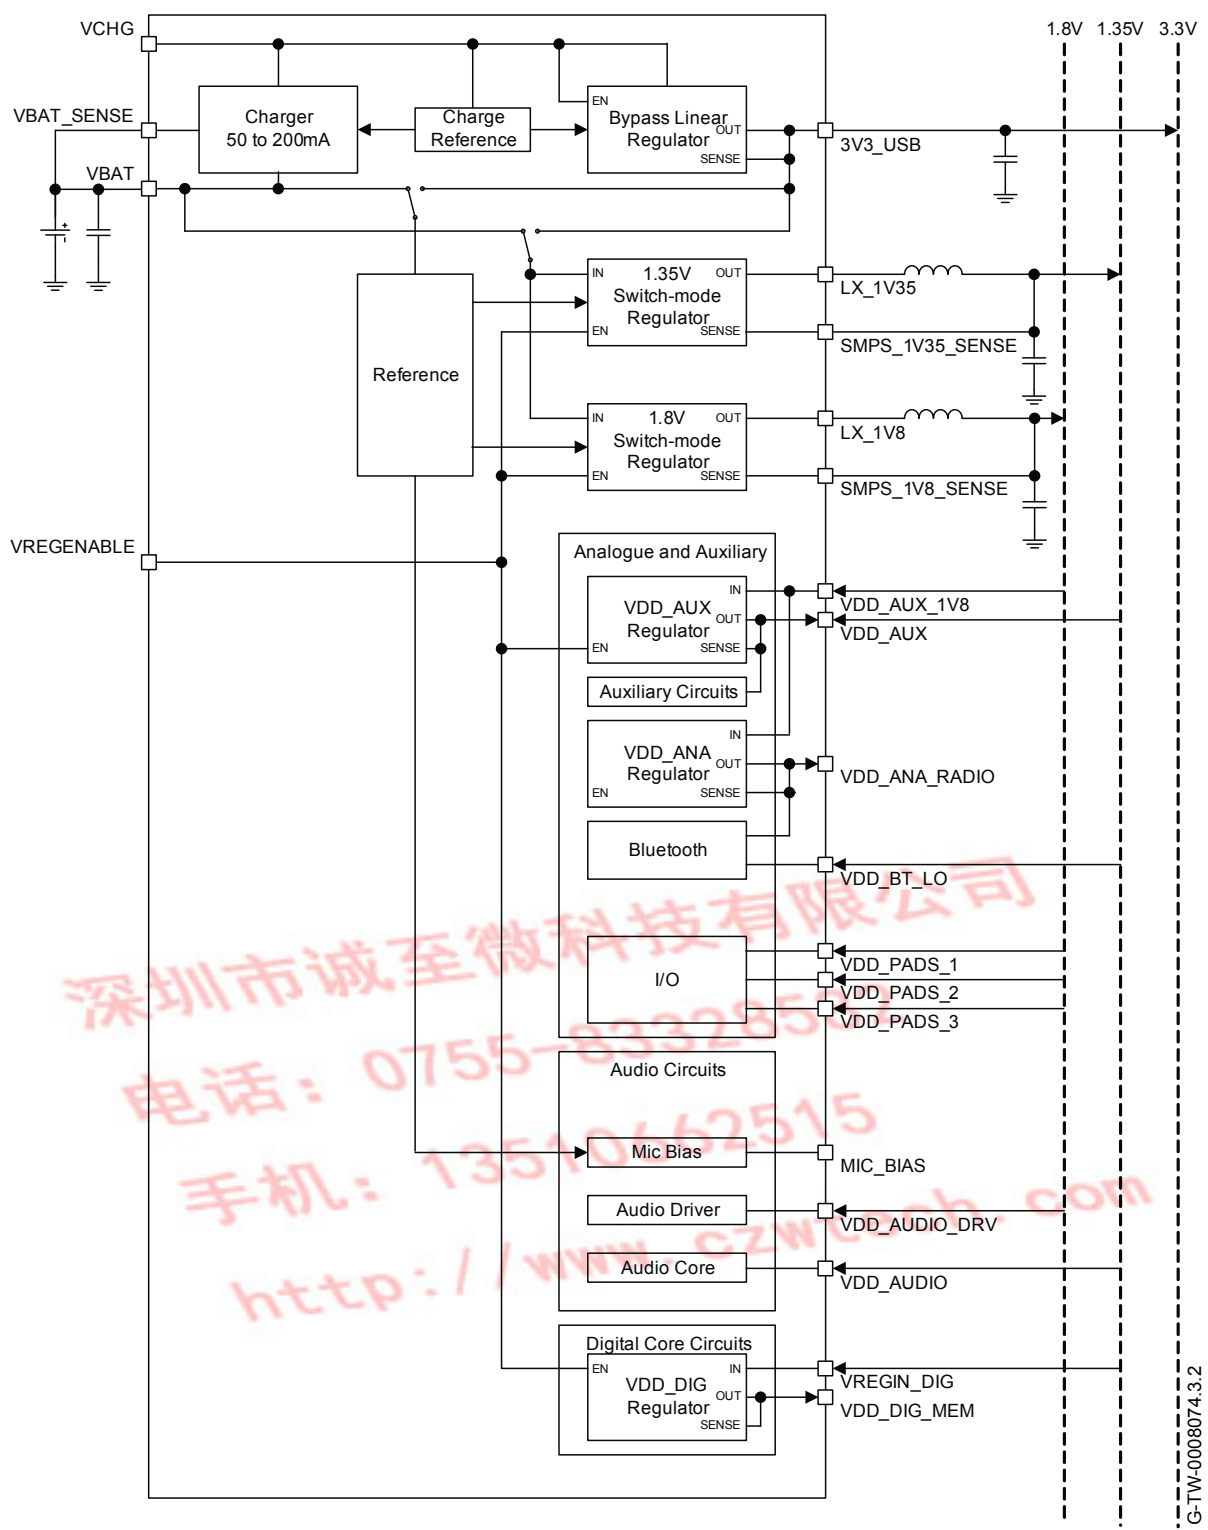 VCHG
1.8V 1.35V 3.3V
EN
VBAT_SENSE
Charger
50 to 200mA
Charge
Reference
Bypass Linear
Regulator
OUT
SENSE
3V3_USB
VBAT
+
-
IN
1.35V
Switch-mode
Regulator
OUT
EN
SENSE
LX_1V35
SMPS_1V35_SENSE
Reference
IN
1.8V
Switch-mode
Regulator
OUT
EN
SENSE
LX_1V8
SMPS_1V8_SENSE
VREGENABLE
Analogue and Auxiliary
IN
VDD_AUX
Regulator
OUT
EN
SENSE
VDD_AUX_1V8
VDD_AUX
Auxiliary Circuits
IN
VDD_ANA
Regulator
OUT
EN
SENSE
VDD_ANA_RADIO
Bluetooth
VDD_BT_LO
I/O
VDD_PADS_1
VDD_PADS_2
VDD_PADS_3
Audio Circuits
Mic Bias
MIC_BIAS
Audio Driver
VDD_AUDIO_DRV
Audio Core
VDD_AUDIO
Digital Core Circuits
EN
IN
VDD_DIG
Regulator
OUT
SENSE
VREGIN_DIG
VDD_DIG_MEM
G-TW-0008074.3.2
深圳市诚至微科技有限公司
电话：0755-83328532
手机：13510662515
http://www.czwtech.com